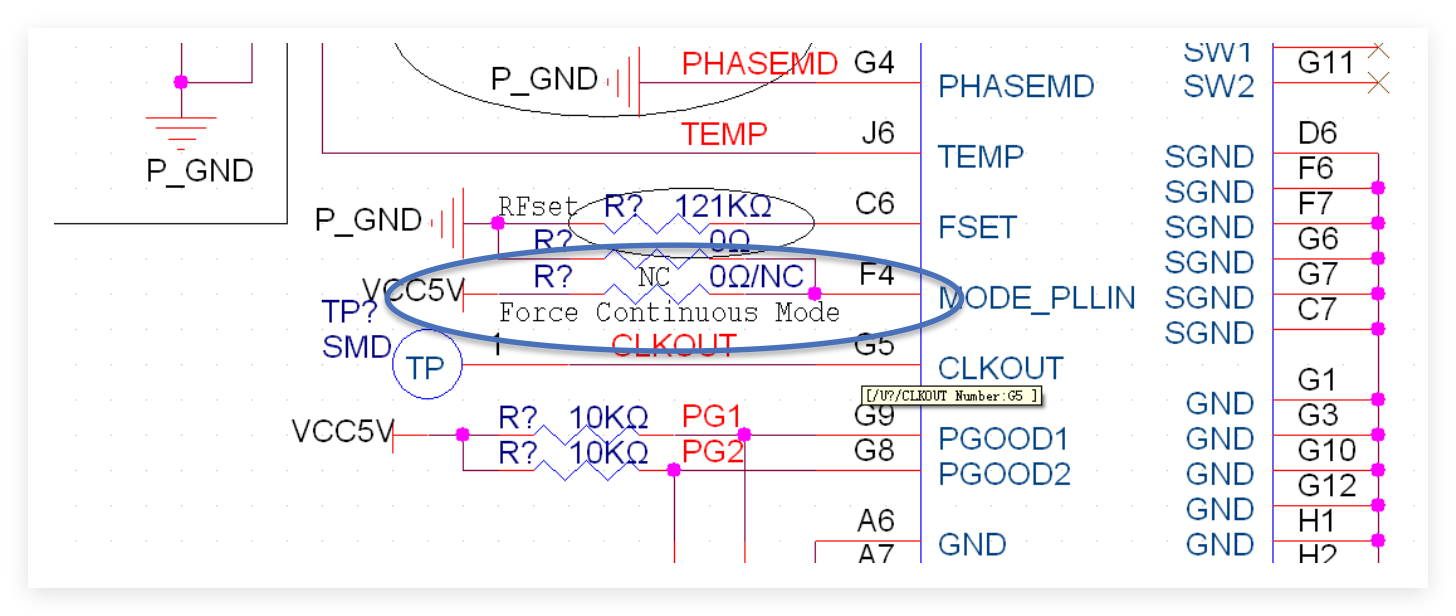 SW1
P_GND PHASEMD G4 G11
PHASEMD SW2
TEMP J6 D6
TEMP SGND
P_GND F6
SGND
RFset R? 121KΩ C6 F7
P_GND FSET SGND
R? 0Ω G6
SGND
R? NC 0Ω/NC F4 G7
VCC5V MODE_PLLIN SGND
TP? Force Continuous Mode C7
SGND
SMD 1 CLKOUT G5
TP CLKOUT G1
[/U?/CLKOUT Number:G5 ]
GND
R? 10KΩ PG1 G9 G3
VCC5V PGOOD1 GND
R? 10KΩ PG2 G8 G10
PGOOD2 GND
G12
GND
A6 H1
GND GND
A7 H2